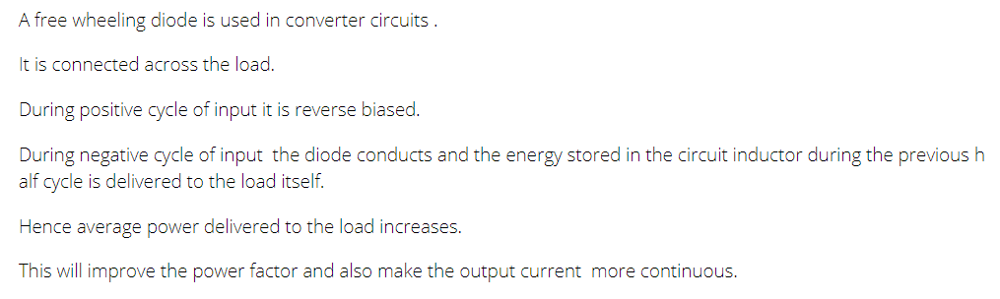 A free wheeling diode is used in converter circuits .
It is connected across the load.
During positive cycle of input it is reverse biased.
During negative cycle of input  the diode conducts and the energy stored in the circuit inductor during the previous h
alf cycle is delivered to the load itself.
Hence average power delivered to the load increases.
This will improve the power factor and also make the output current  more continuous.